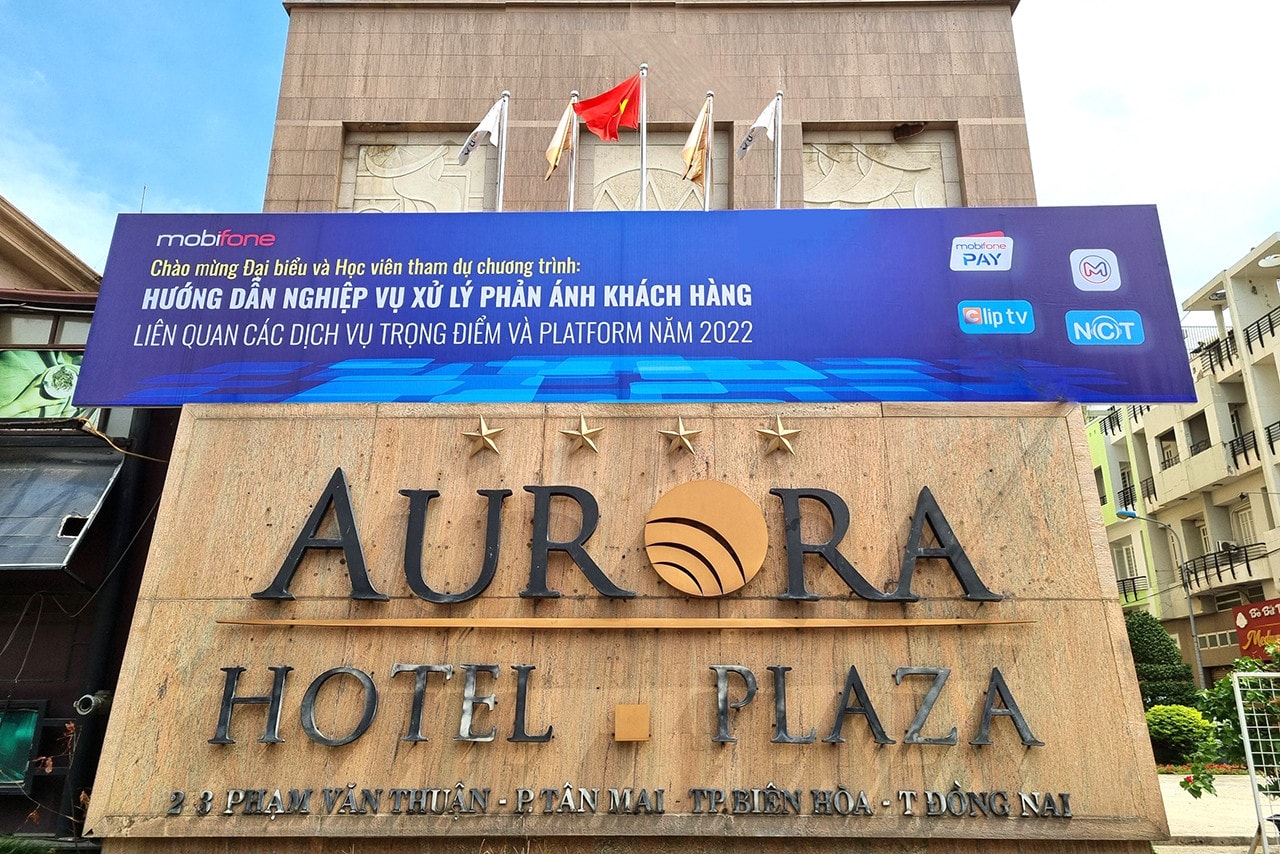 mobifone
Chào mừng Đại biểu và Học viên tham dự chương trình:
HƯỚNG DẪN NGHIỆP VỤ XỬ LÝ PHẢN ÁNH KHÁCH HÀNG
LIÊN QUAN CÁC DỊCH VỤ TRỌNG ĐIỂM VÀ PLATFORM NĂM 2022
mobifone
PAY
M
Clip tv
NCT
AURORA
HOTEL PLAZA
23 PHẠM VĂN THUẬN - P. TÂN MAI TP. BIÊN HÒA - T ĐỒNG NAI